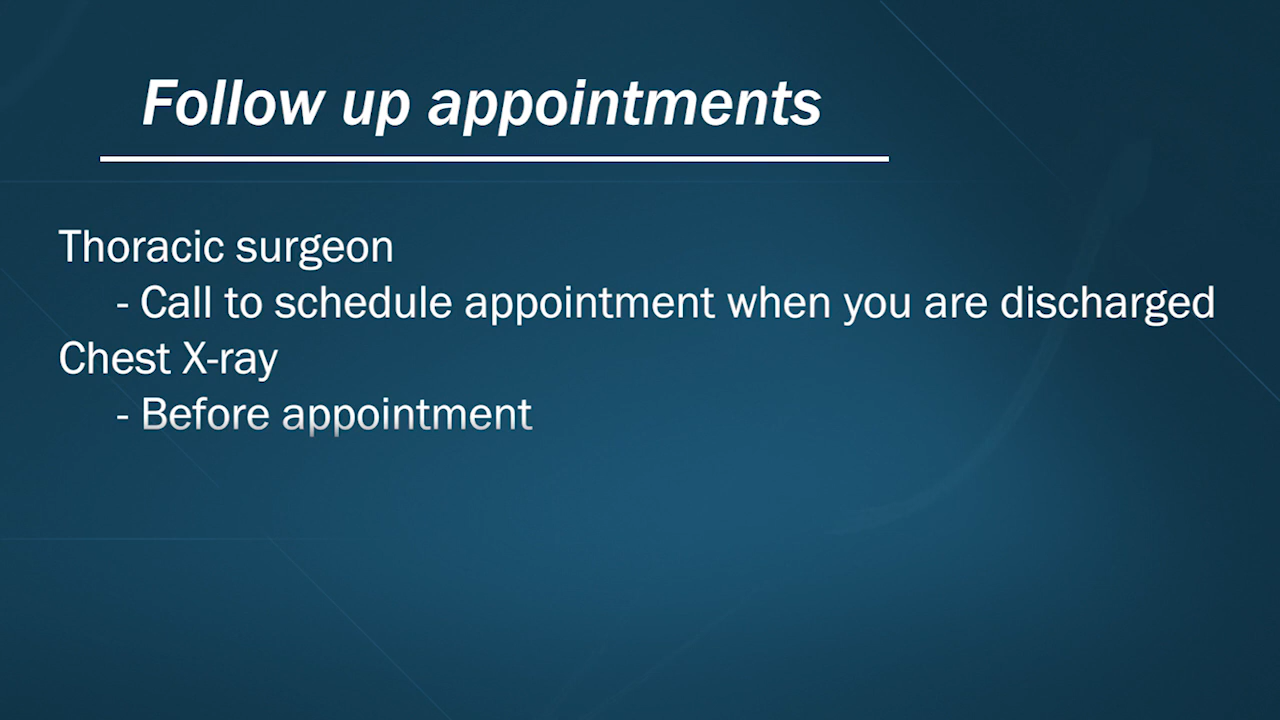 Follow up appointments
Thoracic surgeon
- Call to schedule appointment when you are discharged
Chest X-ray
- Before appointment